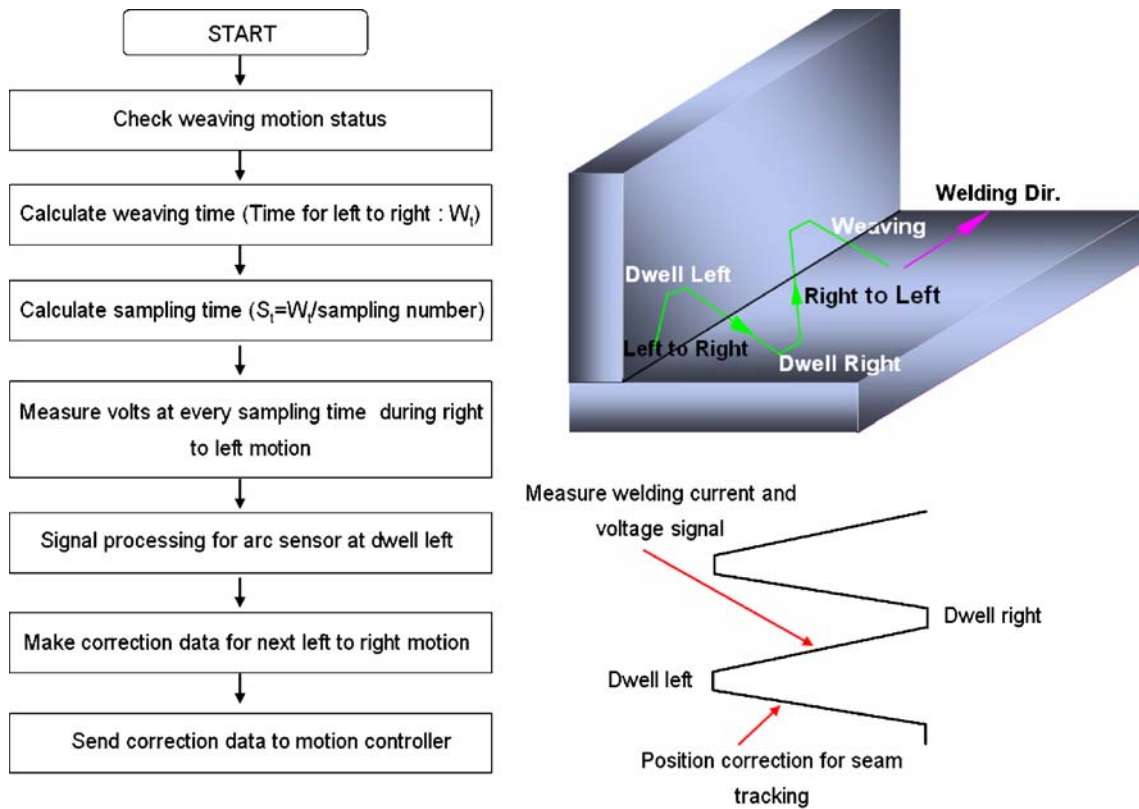 START
Check weaving motion status
Calculate weaving time (Time for left to right : Wt)
Calculate sampling time (St=Wt/sampling number)
Measure volts at every sampling time during right
to left motion
Signal processing for arc sensor at dwell left
Make correction data for next left to right motion
Send correction data to motion controller
Welding Dir.
Weaving
Dwell Left
Right to Left
Left to Right
Dwell Right
Measure welding current and
voltage signal
Dwell right
Dwell left
Position correction for seam
tracking